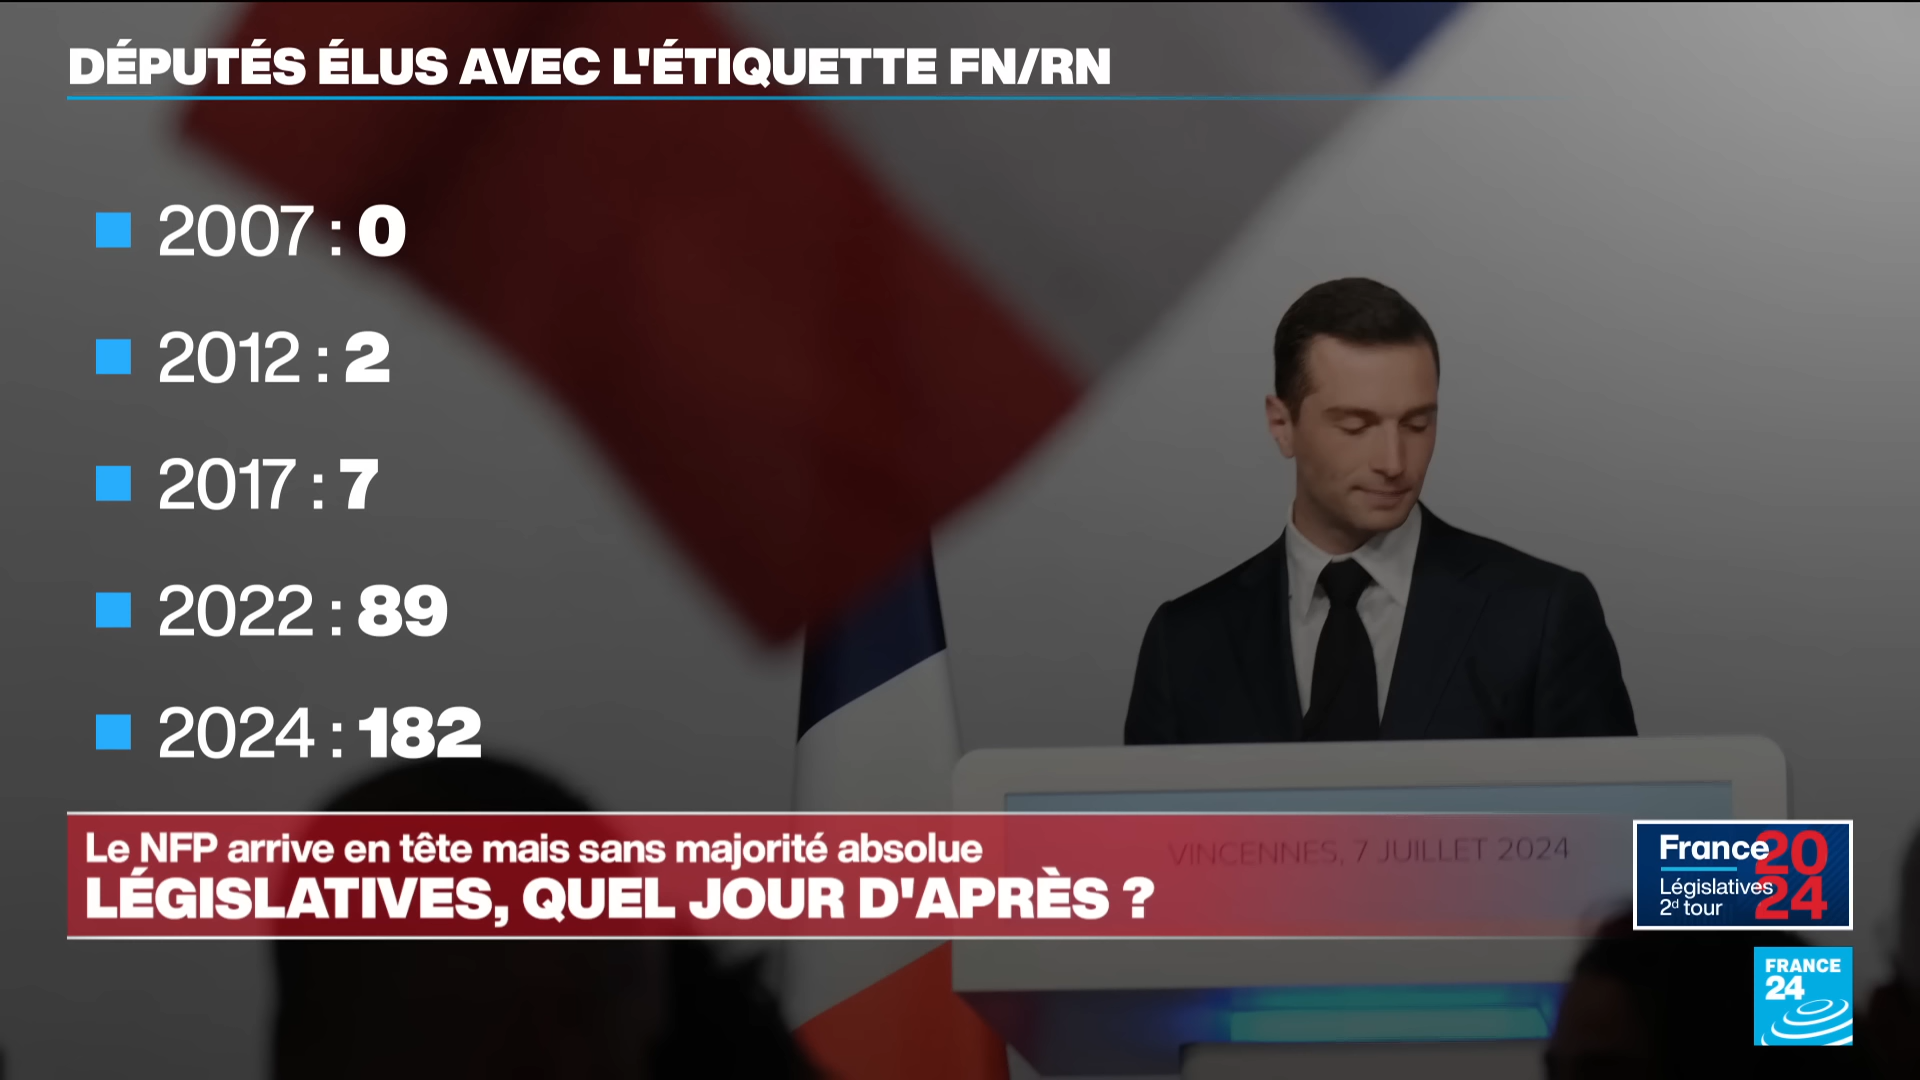 DÉPUTÉS ÉLUS AVEC L'ÉTIQUETTE FN/RN
2007 : 0
2012 : 2
2017 : 7
2022 : 89
2024 : 182
Le NFP arrive en tête mais sans majorité absolue
LÉGISLATIVES, QUEL JOUR D'APRÈS ?
VINCENNES, 7 JUILLET 2024
France 20
24
Législatives
2d tour
FRANCE
24